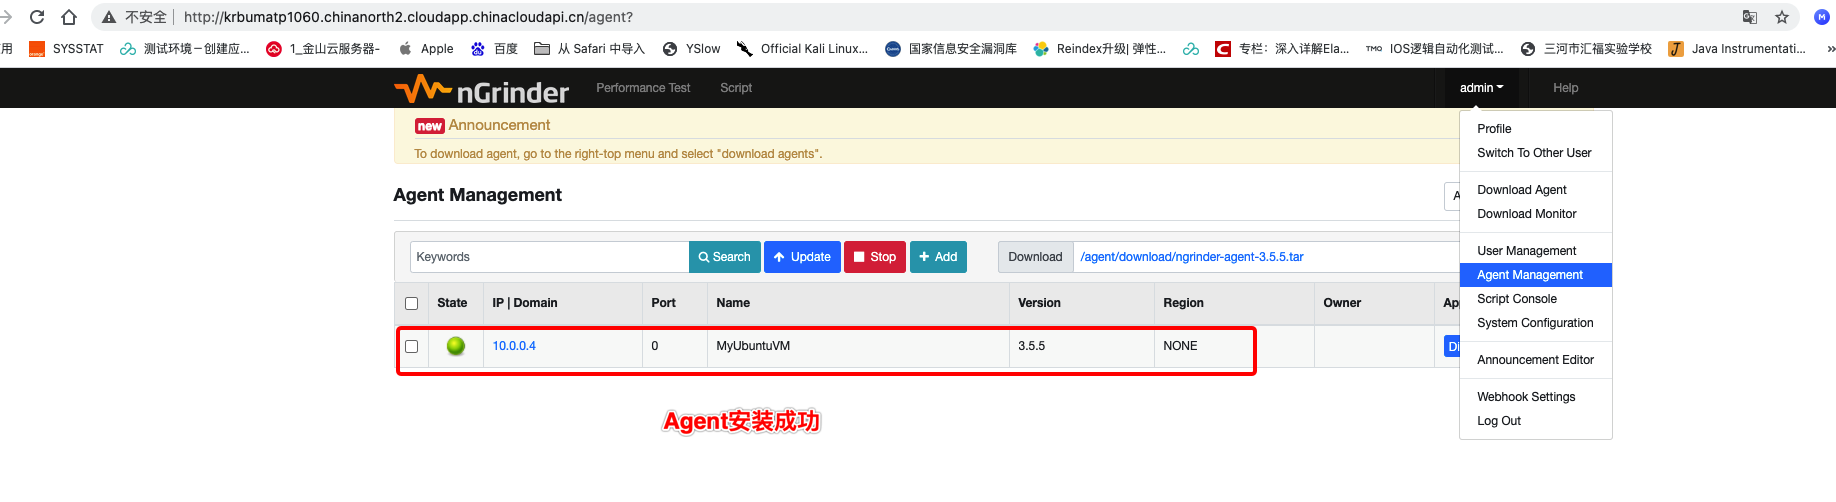 不安全 http://krbumatp1060.chinanorth2.cloudapp.chinacloudapi.cn/agent?
用 SYSSTAT 测试环境－创建应... 1_金山云服务器- Apple 百度 从 Safari 中导入 YSlow Official Kali Linux... 国家信息安全漏洞库 Reindex升级| 弹性... 专栏：深入详解Ela... TMQ IOS逻辑自动化测试... 三河市汇福实验学校 Java Instrumentati... »
nGrinder Performance Test Script admin Help
new Announcement
To download agent, go to the right-top menu and select "download agents".
Agent Management
Keywords Search Update Stop + Add Download /agent/download/ngrinder-agent-3.5.5.tar
State IP | Domain Port Name Version Region Owner
10.0.0.4 0 MyUbuntuVM 3.5.5 NONE
Agent安装成功
Profile
Switch To Other User
Download Agent
Download Monitor
User Management
Agent Management
Script Console
System Configuration
Announcement Editor
Webhook Settings
Log Out